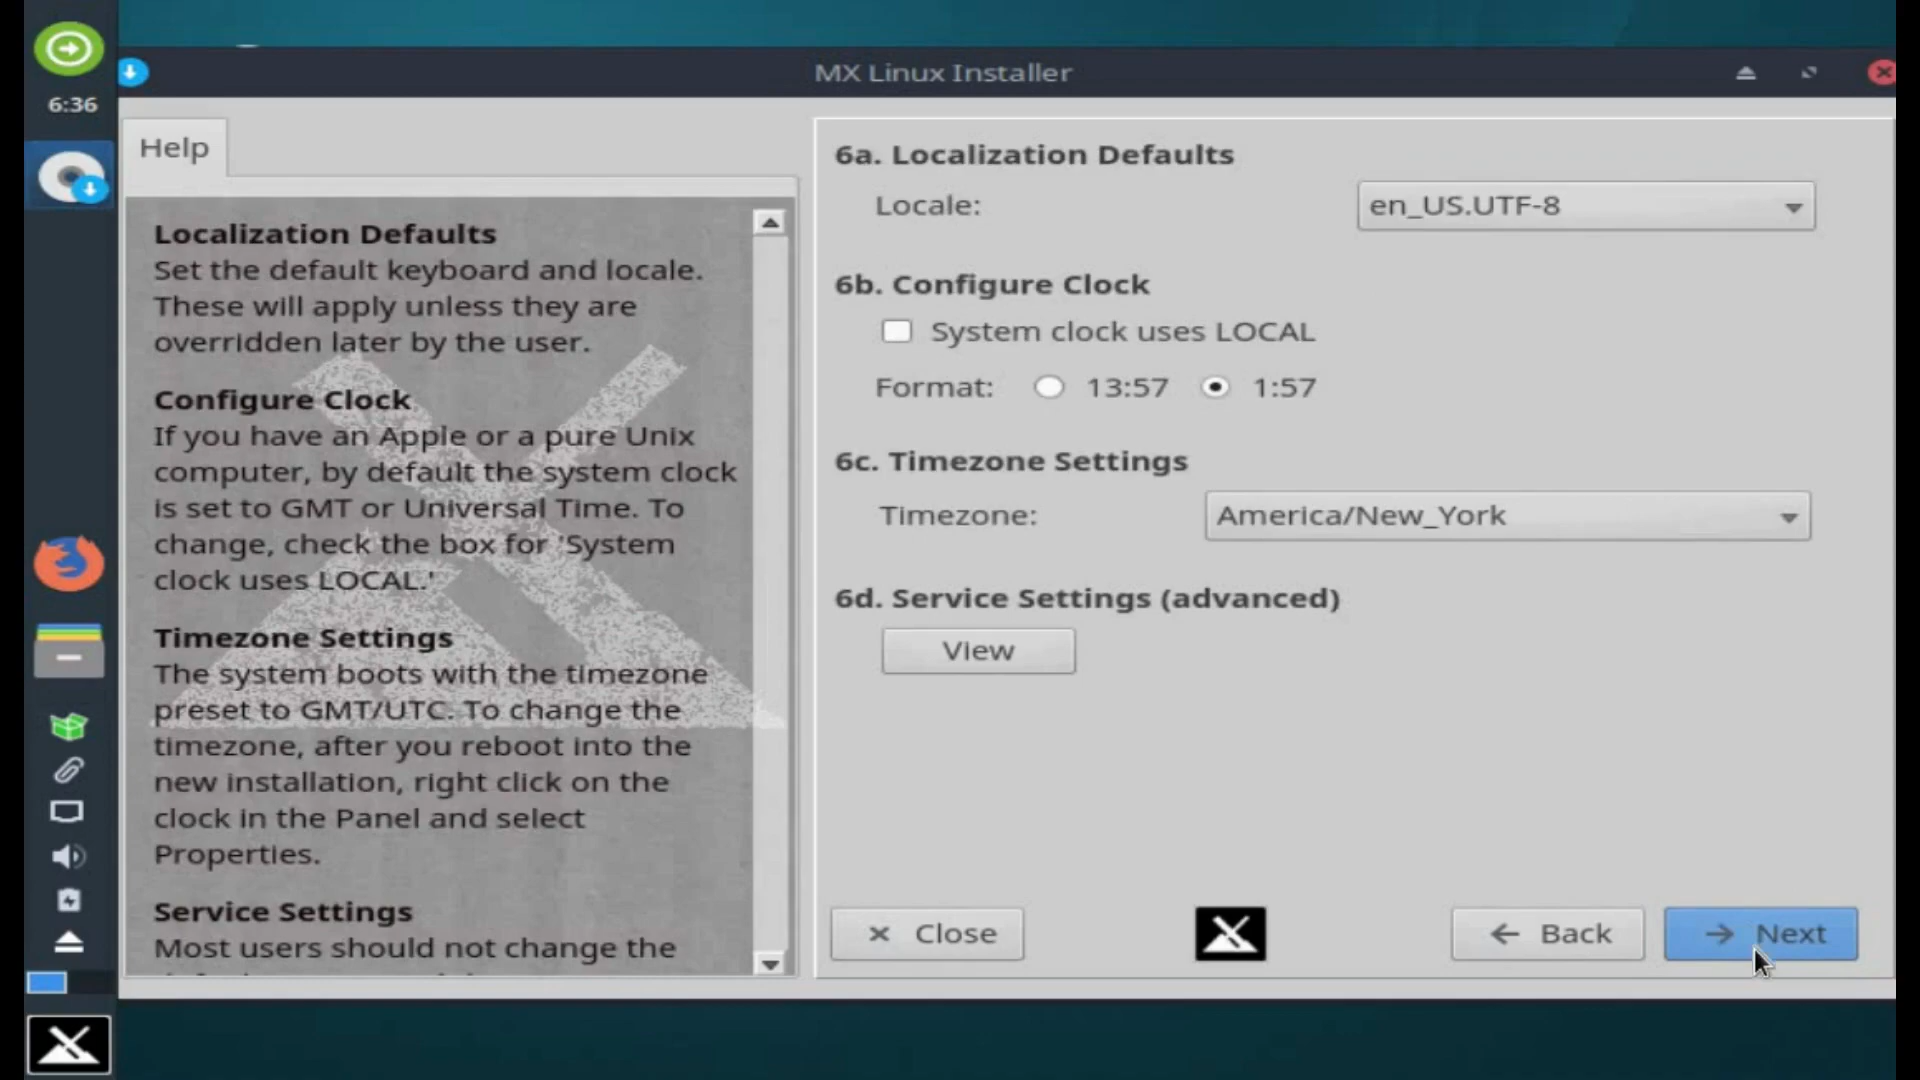 MX Linux Installer
6:36
Help
Localization Defaults
Set the default keyboard and locale.
These will apply unless they are
overridden later by the user.
Configure Clock
If you have an Apple or a pure Unix
computer, by default the system clock
is set to GMT or Universal Time. To
change, check the box for 'System
clock uses LOCAL.'
Timezone Settings
The system boots with the timezone
preset to GMT/UTC. To change the
timezone, after you reboot into the
new installation, right click on the
clock in the Panel and select
Properties.
Service Settings
Most users should not change the
6a. Localization Defaults
Locale: en_US.UTF-8
6b. Configure Clock
System clock uses LOCAL
Format: 13:57 1:57
6c. Timezone Settings
Timezone: America/New_York
6d. Service Settings (advanced)
View
Close Back Next